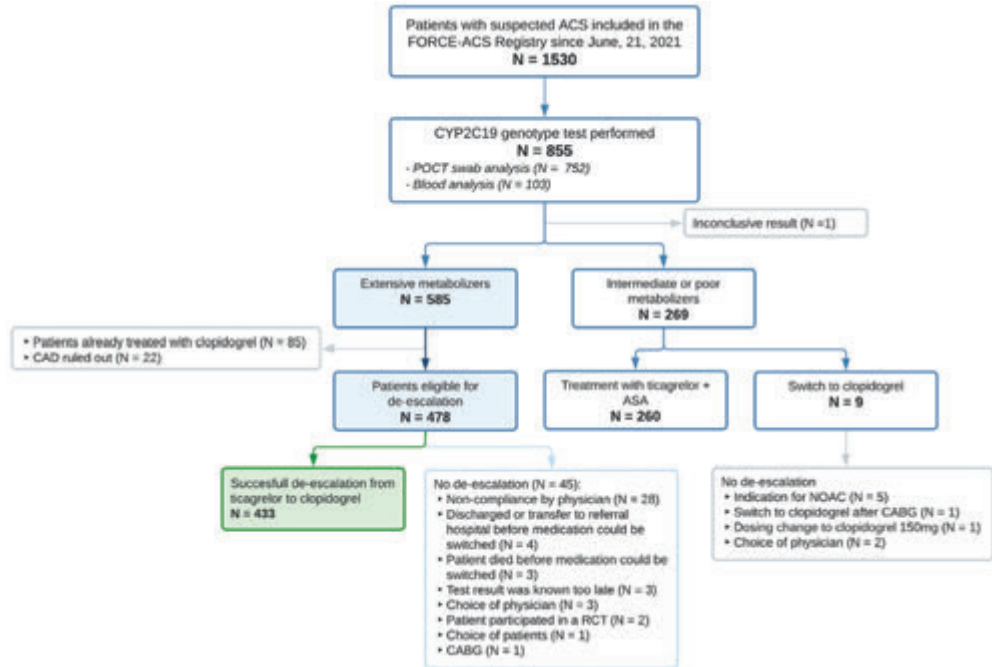 Patients with suspected ACS included in the
FORCE-ACS Registry since June, 21, 2021
N = 1530
CYP2C19 genotype test performed
N = 855
- POCT swab analysis (N = 752)
- Blood analysis (N = 103)
Inconclusive result (N =1)
Extensive metabolizers
N = 585
Intermediate or poor
metabolizers
N = 269
• Patients already treated with clopidogrel (N = 85)
• CAD ruled out (N = 22)
Patients eligible for
de-escalation
N = 478
Treatment with ticagrelor +
ASA
N = 260
Switch to clopidogrel
N = 9
Succesfull de-escalation from
ticagrelor to clopidogrel
N = 433
No de-escalation (N = 45):
• Non-compliance by physician (N = 28)
• Discharged or transfer to referral
hospital before medication could be
switched (N = 4)
• Patient died before medication could be
switched (N = 3)
• Test result was known too late (N = 3)
• Choice of physician (N = 3)
• Patient participated in a RCT (N = 2)
• Choice of patients (N = 1)
• CABG (N = 1)
No de-escalation
• Indication for NOAC (N = 5)
• Switch to clopidogrel after CABG (N = 1)
• Dosing change to clopidogrel 150mg (N = 1)
• Choice of physician (N = 2)